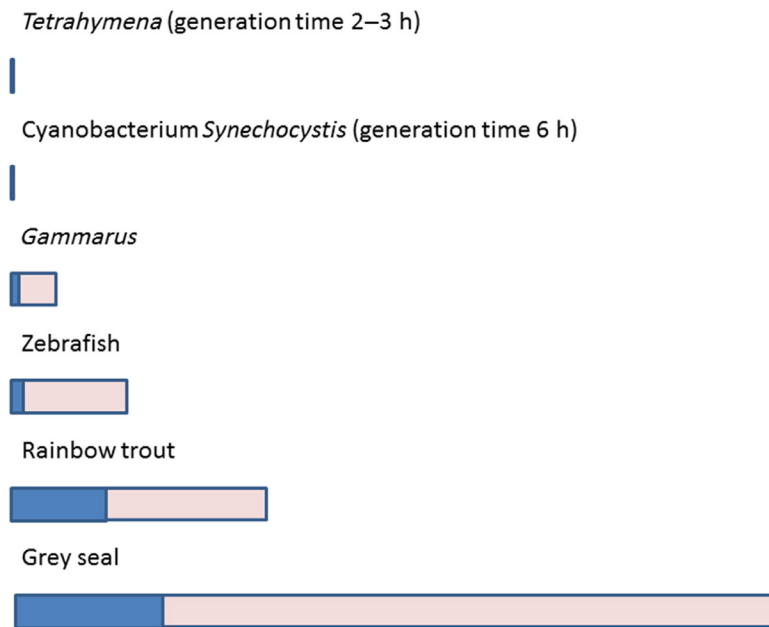 Tetrahymena (generation time 2–3 h)
Cyanobacterium Synechocystis (generation time 6 h)
Gammarus
Zebrafish
Rainbow trout
Grey seal